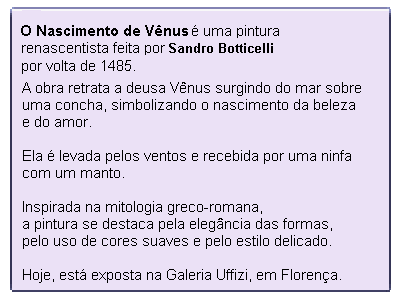 O Nascimento de Vênus é uma pintura
renascentista feita por Sandro Botticelli
por volta de 1485.
A obra retrata a deusa Vênus surgindo do mar sobre
uma concha, simbolizando o nascimento da beleza
e do amor.
Ela é levada pelos ventos e recebida por uma ninfa
com um manto.
Inspirada na mitologia greco-romana,
a pintura se destaca pela elegância das formas,
pelo uso de cores suaves e pelo estilo delicado.
Hoje, está exposta na Galeria Uffizi, em Florença.